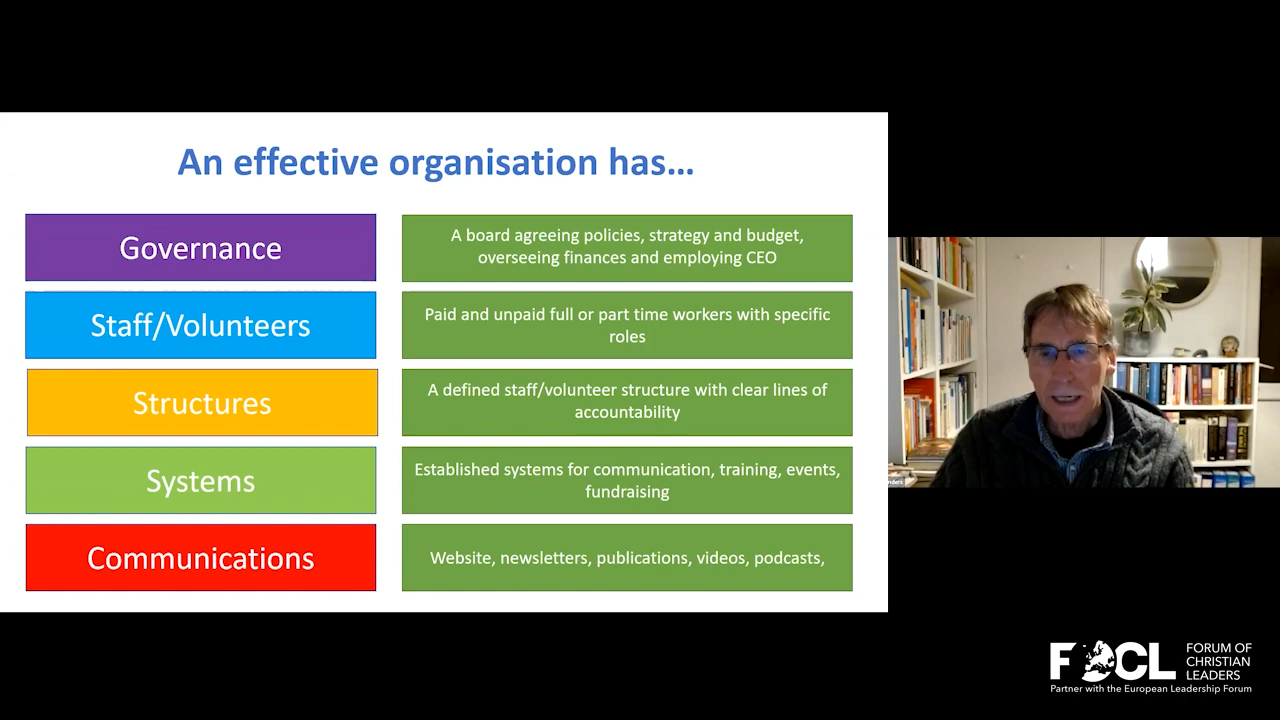 An effective organisation has...
Governance
A board agreeing policies, strategy and budget,
overseeing finances and employing CEO
Staff/Volunteers
Paid and unpaid full or part time workers with specific
roles
Structures
A defined staff/volunteer structure with clear lines of
accountability
Systems
Established systems for communication, training, events,
fundraising
Communications
Website, newsletters, publications, videos, podcasts,
FOCL
FORUM OF
CHRISTIAN
LEADERS
Partner with the European Leadership Forum